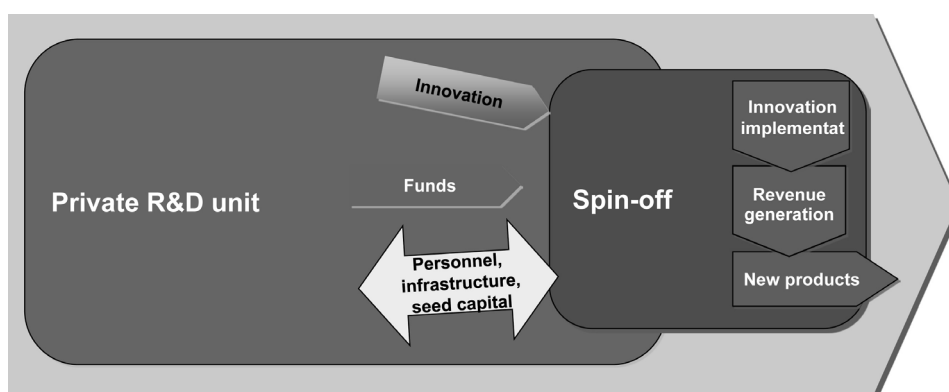 Innovation
Private R&D unit
Funds
Personnel,
infrastructure,
seed capital
Spin-off
Innovation
implementat
Revenue
generation
New products